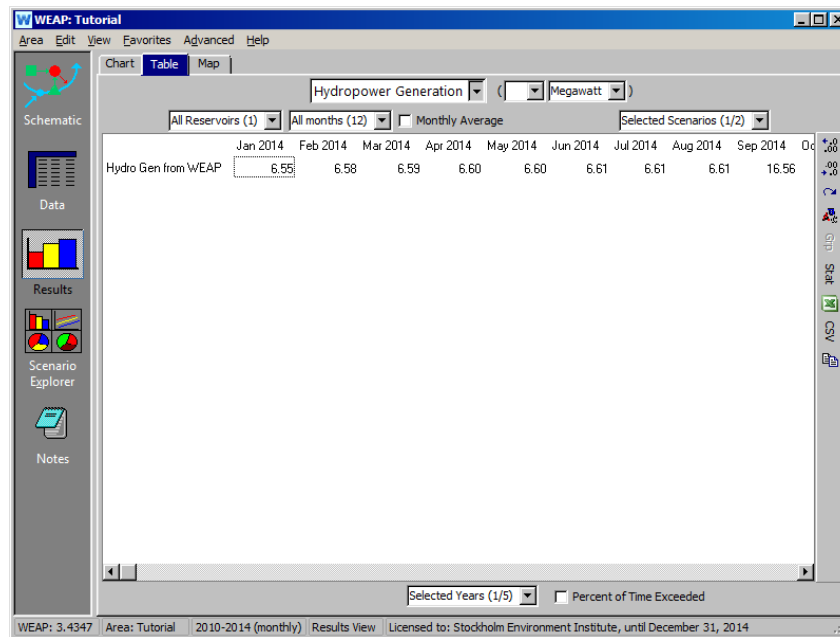 WEAP: Tutorial
Area Edit View Favorites Advanced Help
Chart Table Map
Hydropower Generation ( Megawatt )
All Reservoirs (1) All months (12) Monthly Average Selected Scenarios (1/2)
Jan 2014 Feb 2014 Mar 2014 Apr 2014 May 2014 Jun 2014 Jul 2014 Aug 2014 Sep 2014 Oc
Hydro Gen from WEAP 6.55 6.58 6.59 6.60 6.60 6.61 6.61 6.61 16.56
Schematic
Data
Results
Scenario
Explorer
Notes
Grp
Stat
CSV
Selected Years (1/5) Percent of Time Exceeded
WEAP: 3.4347 Area: Tutorial 2010-2014 (monthly) Results View Licensed to: Stockholm Environment Institute, until December 31, 2014